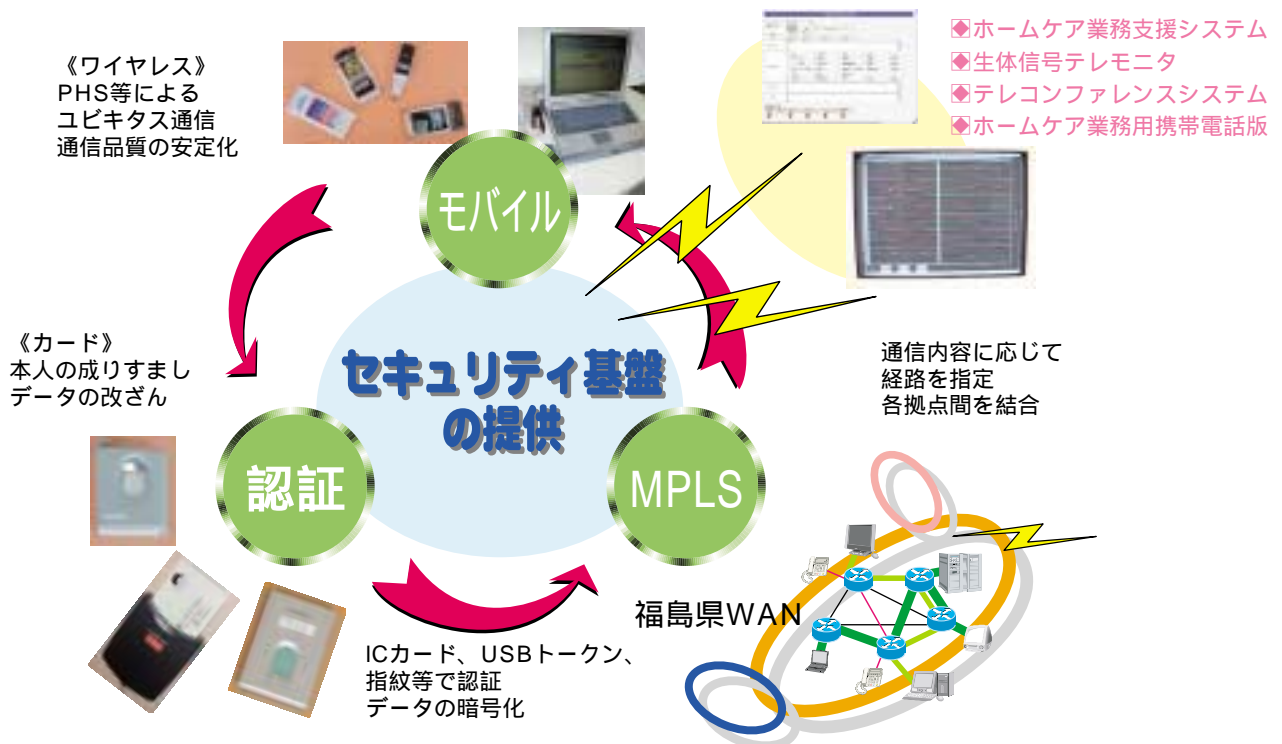 《ワイヤレス》
PHS等による
ユビキタス通信
通信品質の安定化
◆ホームケア業務支援システム
◆生体信号テレモニタ
◆テレコンファレンスシステム
◆ホームケア業務用携帯電話版
モバイル
《カード》
本人の成りすまし
データの改ざん
セキュリティ基盤
の提供
通信内容に応じて
経路を指定
各拠点間を結合
認証
MPLS
福島県WAN
ICカード、USBトークン、
指紋等で認証
データの暗号化